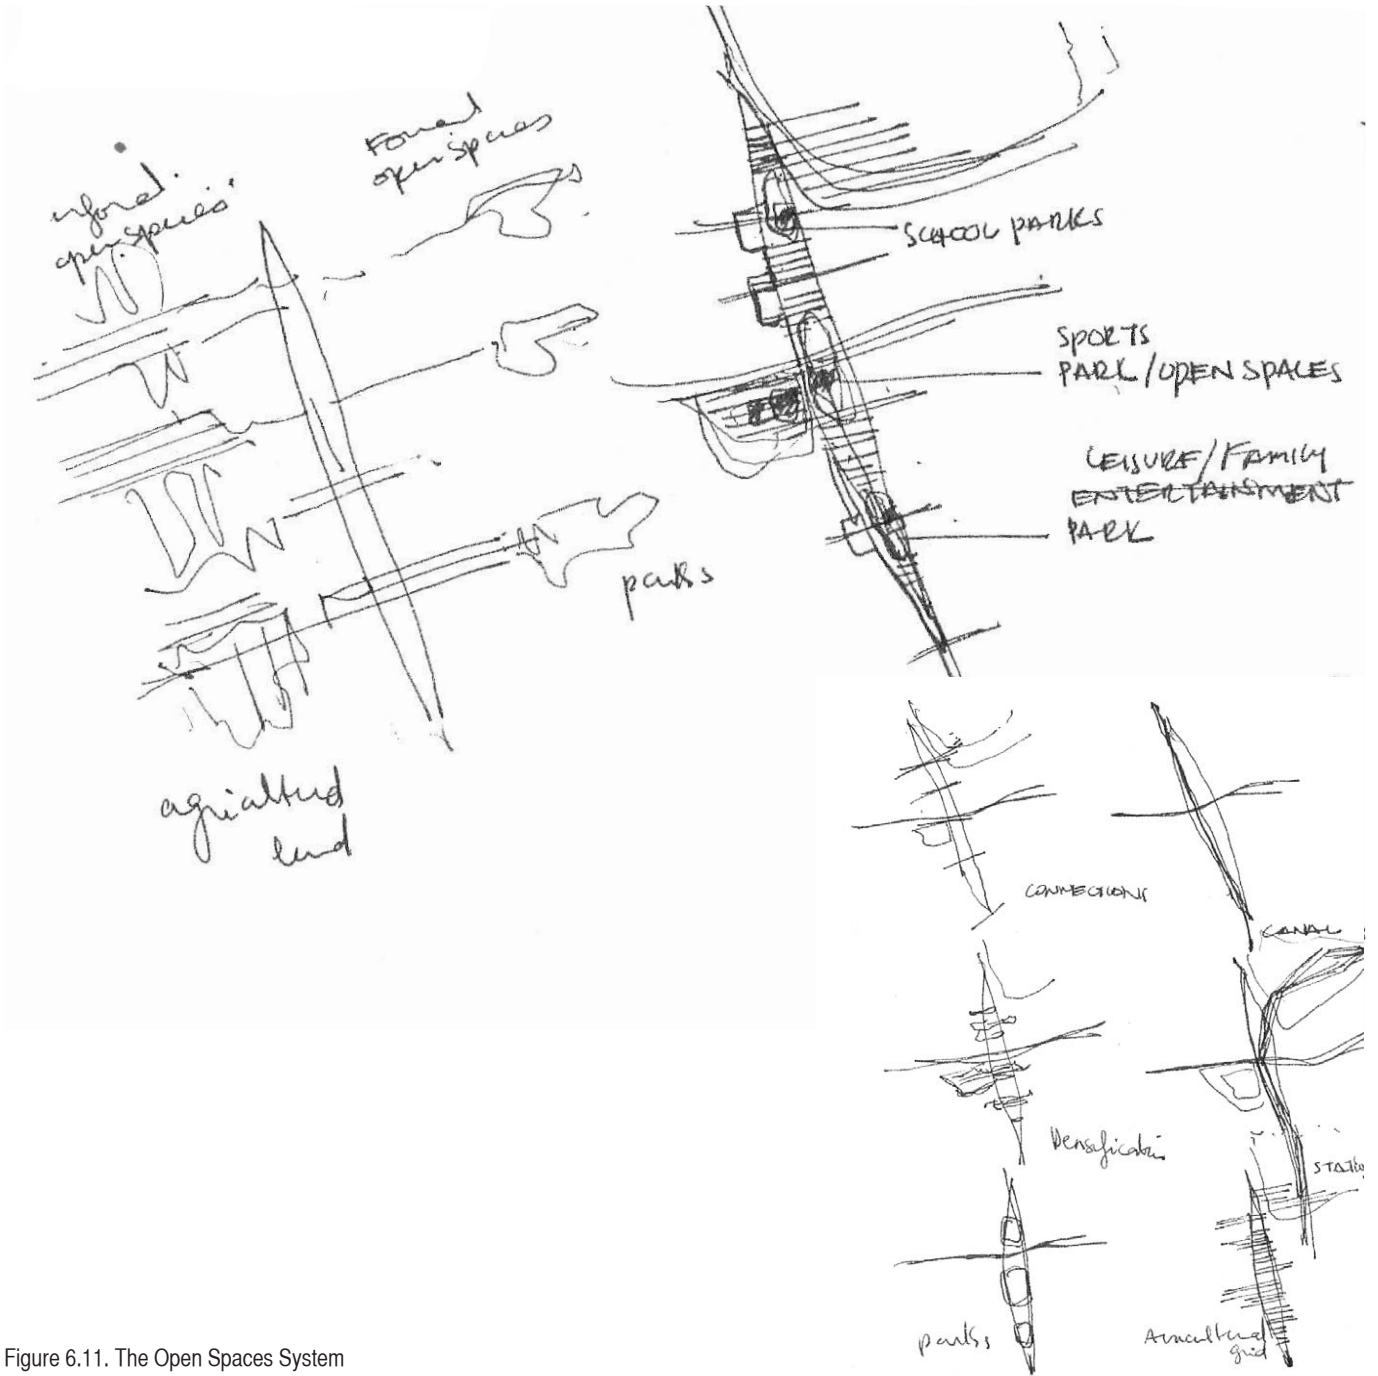 informal
open spaces
Formal
open spaces
SCHOOL PARKS
SPORTS
PARK/OPEN SPACES
LEISURE/FAMILY
ENTERTAINMENT
PARK
parks
agricultural
land
CONNECTIONS
CANAL
Densification
STATIO
parks
Agricultural
grid
Figure 6.11. The Open Spaces System